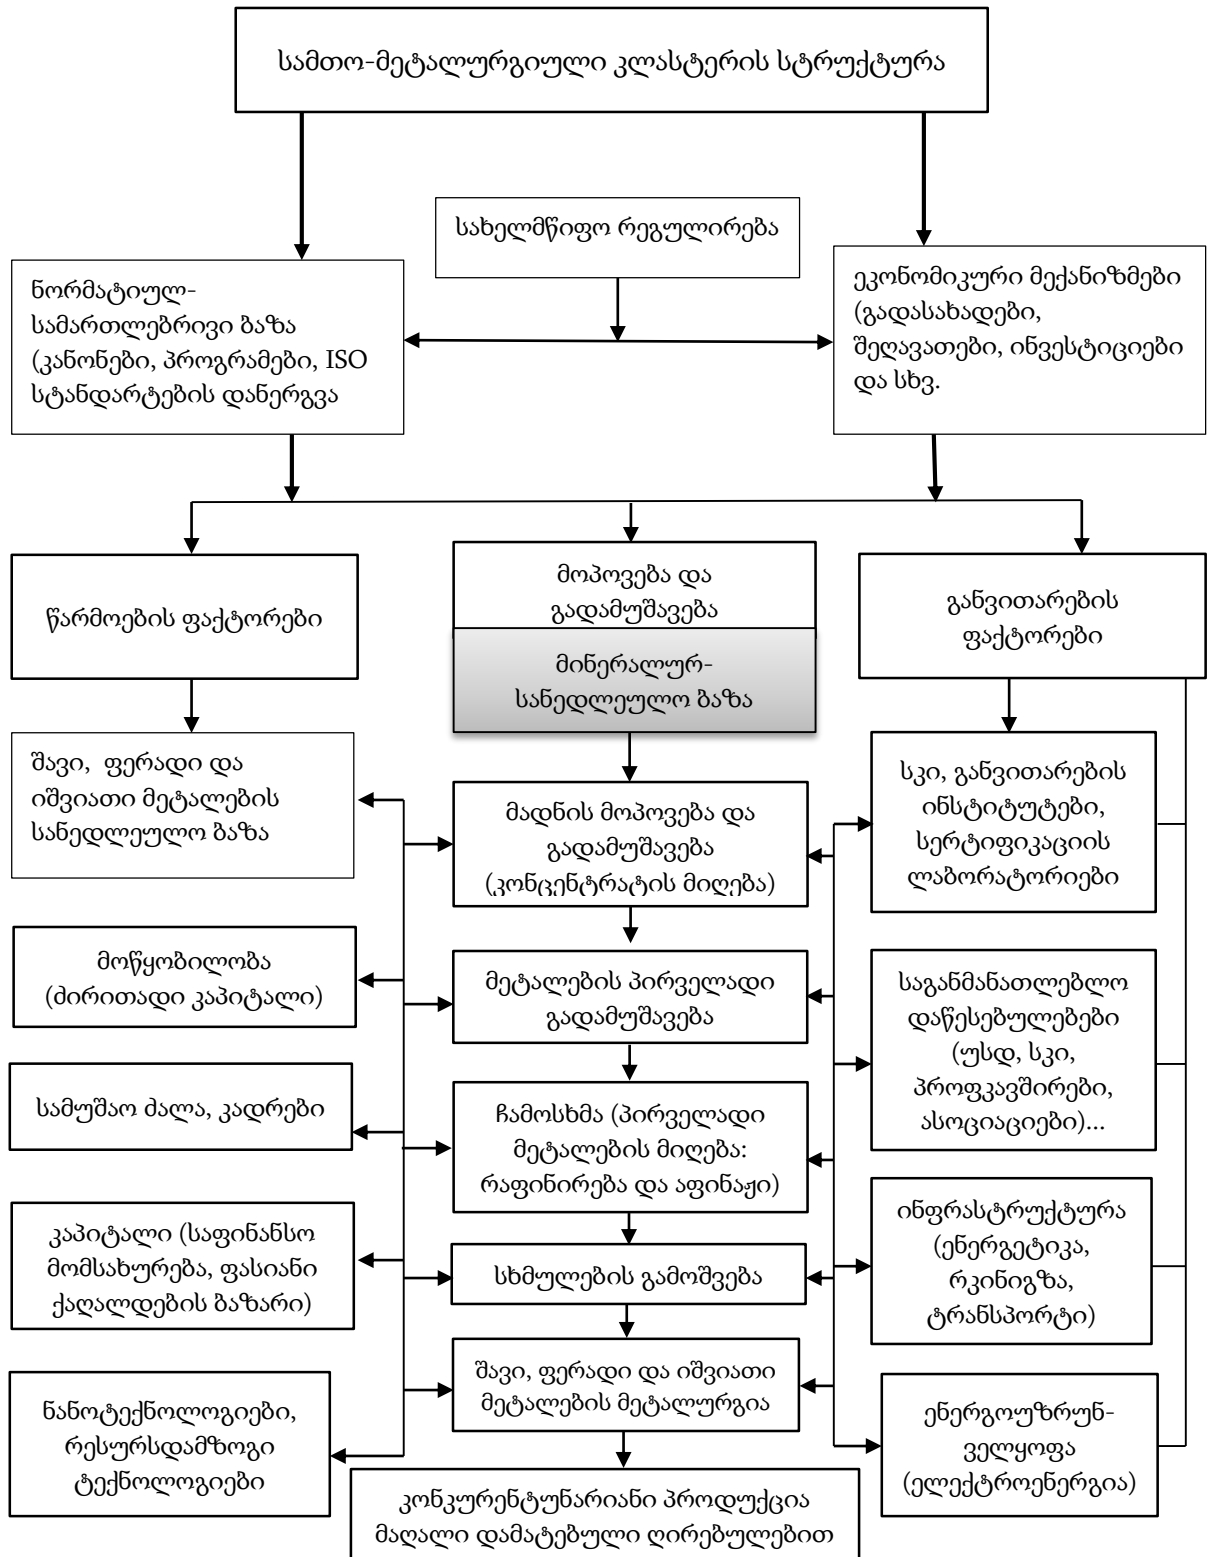 სამთო-მეტალურგიული კლასტერის სტრუქტურა
სახელმწიფო რეგულირება
ნორმატიულ-
სამართლებრივი ბაზა
(კანონები, პროგრამები, ISO
სტანდარტების დანერგვა
ეკონომიკური მექანიზმები
(გადასახადები,
შეღავათები, ინვესტიციები
და სხვ.
წარმოების ფაქტორები
მოპოვება და
გადამუშავება
მინერალურ-
სანედლეულო ბაზა
განვითარების
ფაქტორები
შავი, ფერადი და
იშვიათი მეტალების
სანედლეულო ბაზა
მადნის მოპოვება და
გადამუშავება
(კონცენტრატის მიღება)
სკი, განვითარების
ინსტიტუტები,
სერტიფიკაციის
ლაბორატორიები
მოწყობილობა
(ძირითადი კაპიტალი)
მეტალების პირველადი
გადამუშავება
საგანმანათლებლო
დაწესებულებები
(უსდ, სკი,
პროფკავშირები,
ასოციაციები)...
სამუშაო ძალა, კადრები
ჩამოსხმა (პირველადი
მეტალების მიღება:
რაფინირება და აფინაჟი)
კაპიტალი (საფინანსო
მომსახურება, ფასიანი
ქაღალდების ბაზარი)
სხმულების გამოშვება
ინფრასტრუქტურა
(ენერგეტიკა,
რკინიგზა,
ტრანსპორტი)
ნანოტექნოლოგიები,
რესურსდამზოგი
ტექნოლოგიები
შავი, ფერადი და იშვიათი
მეტალების მეტალურგია
ენერგოუზრუნ-
ველყოფა
(ელექტროენერგია)
კონკურენტუნარიანი პროდუქცია
მაღალი დამატებული ღირებულებით